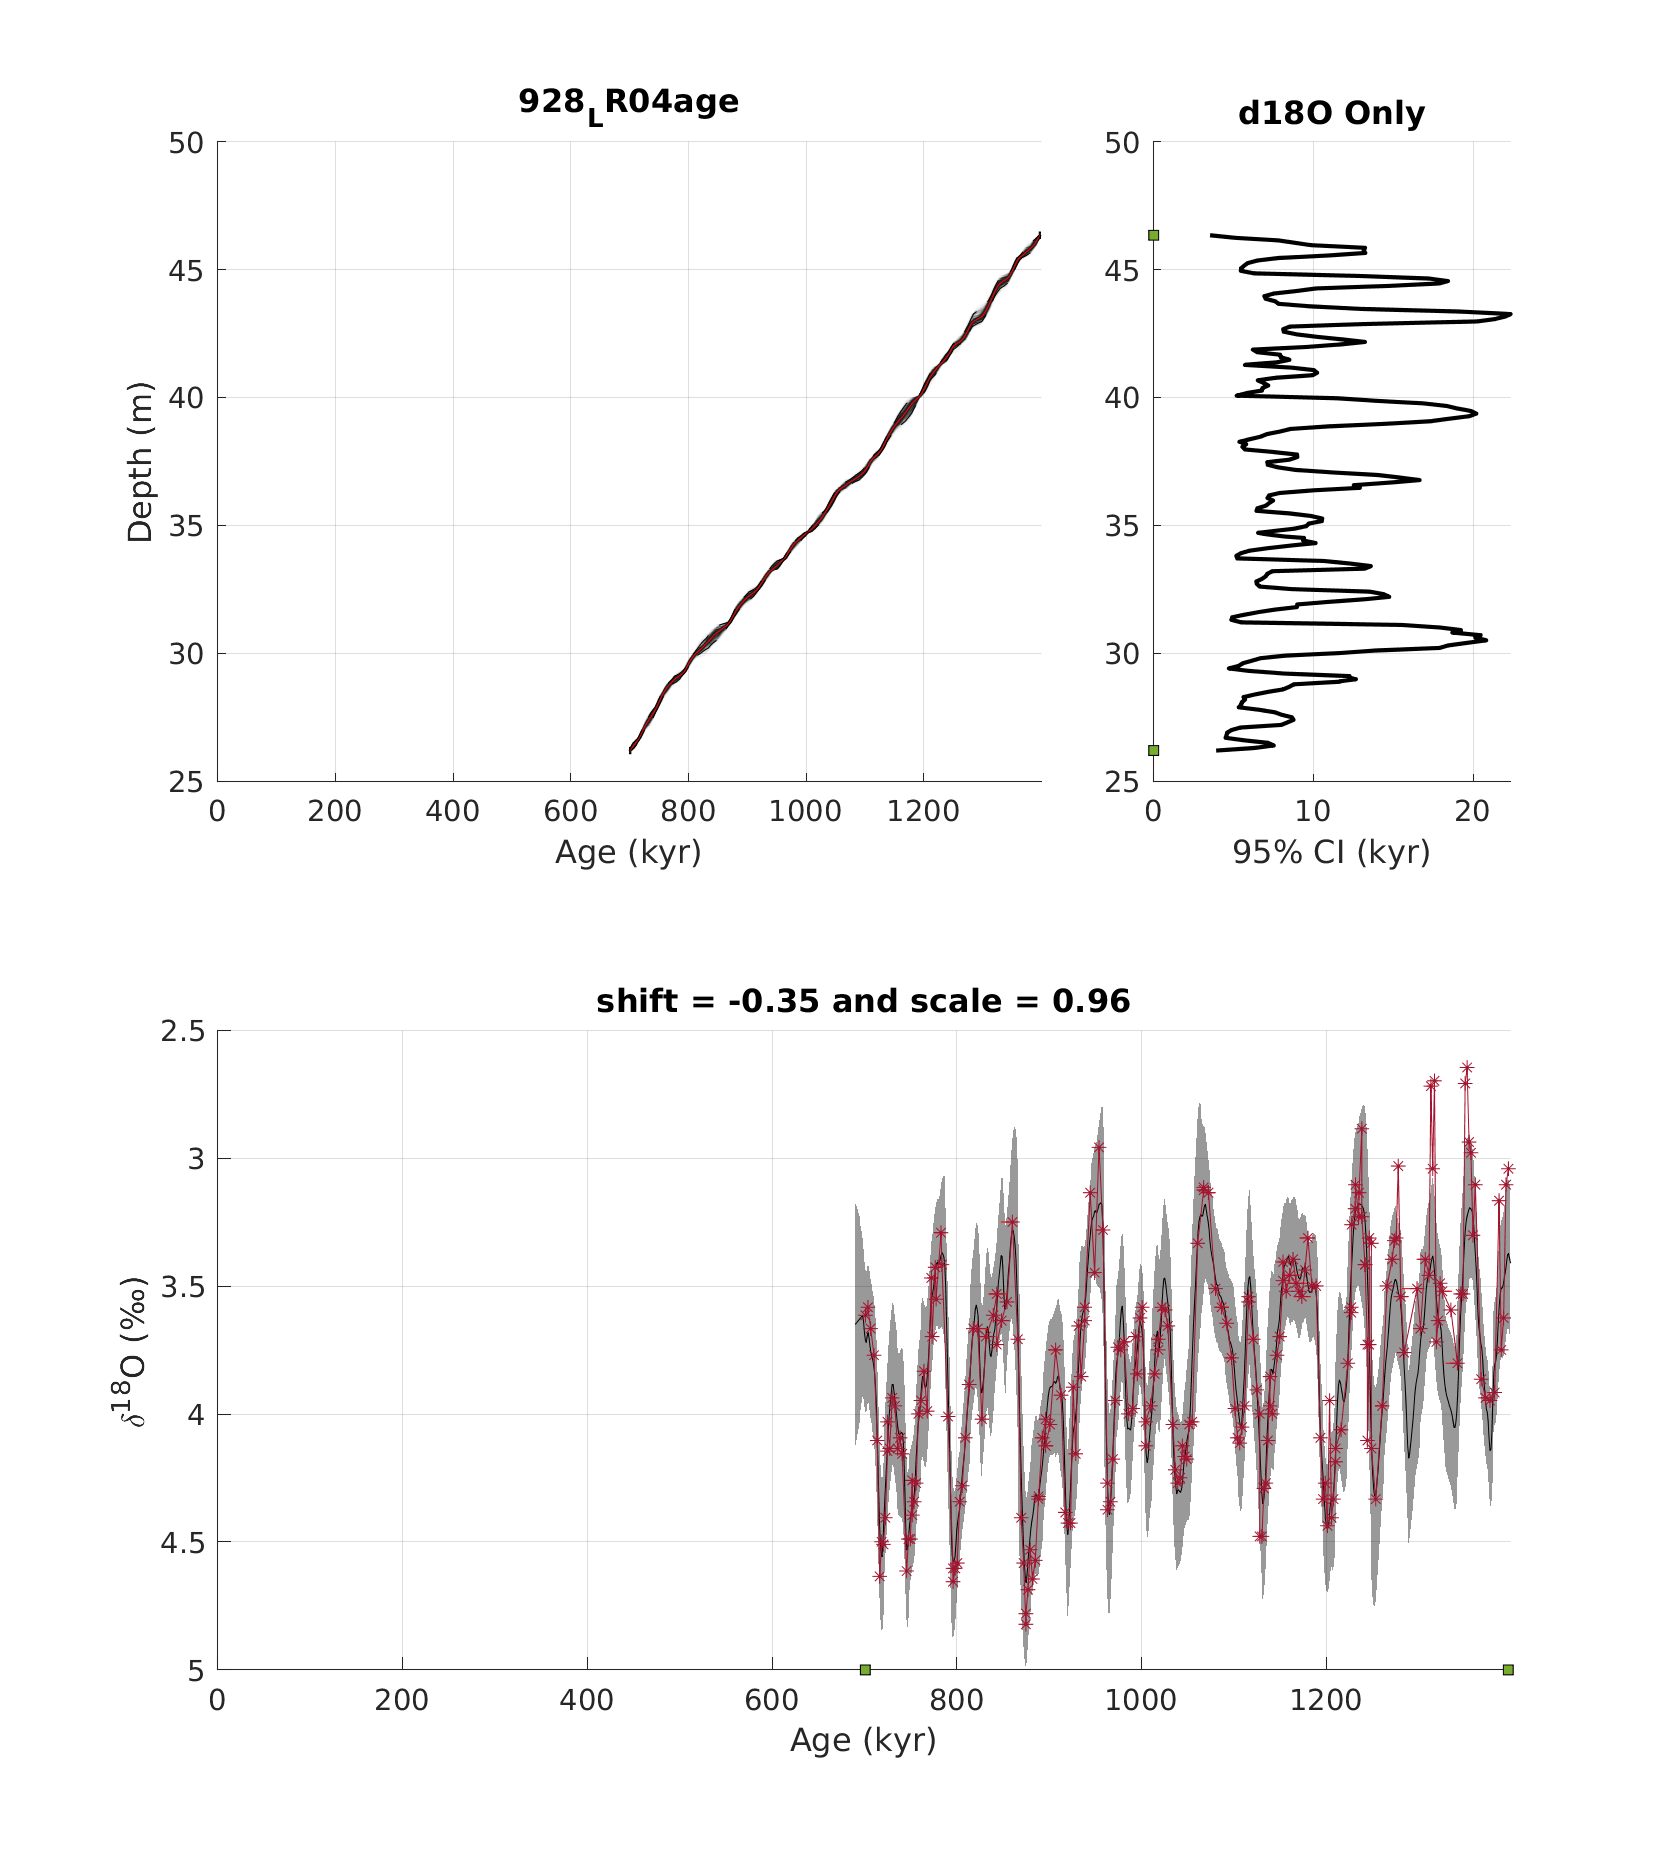 928LR04age
d18O Only
50
45
40
35
30
25
Depth (m)
0 200 400 600 800 1000 1200
Age (kyr)
50
45
40
35
30
25
0 10 20
95% CI (kyr)
shift = -0.35 and scale = 0.96
2.5
3
3.5
4
4.5
5
δ18O (‰)
0 200 400 600 800 1000 1200
Age (kyr)